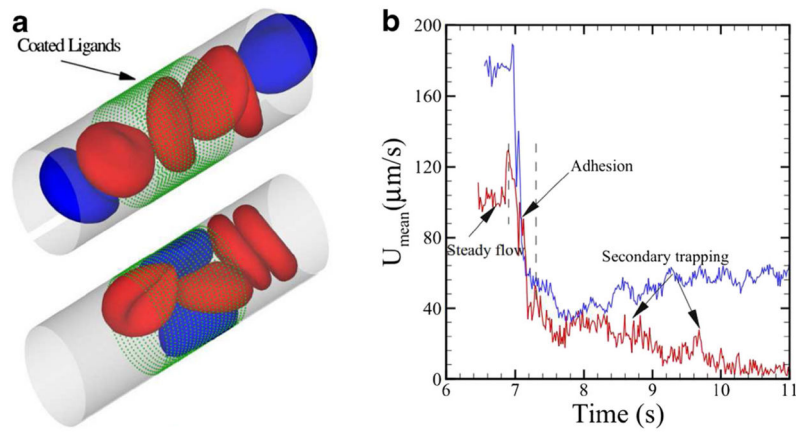 a
Coated Ligands
b
200
160
120
80
40
0
U mean (μm/s)
Adhesion
Steady flow
Secondary trapping
6 7 8 9 10 11
Time (s)